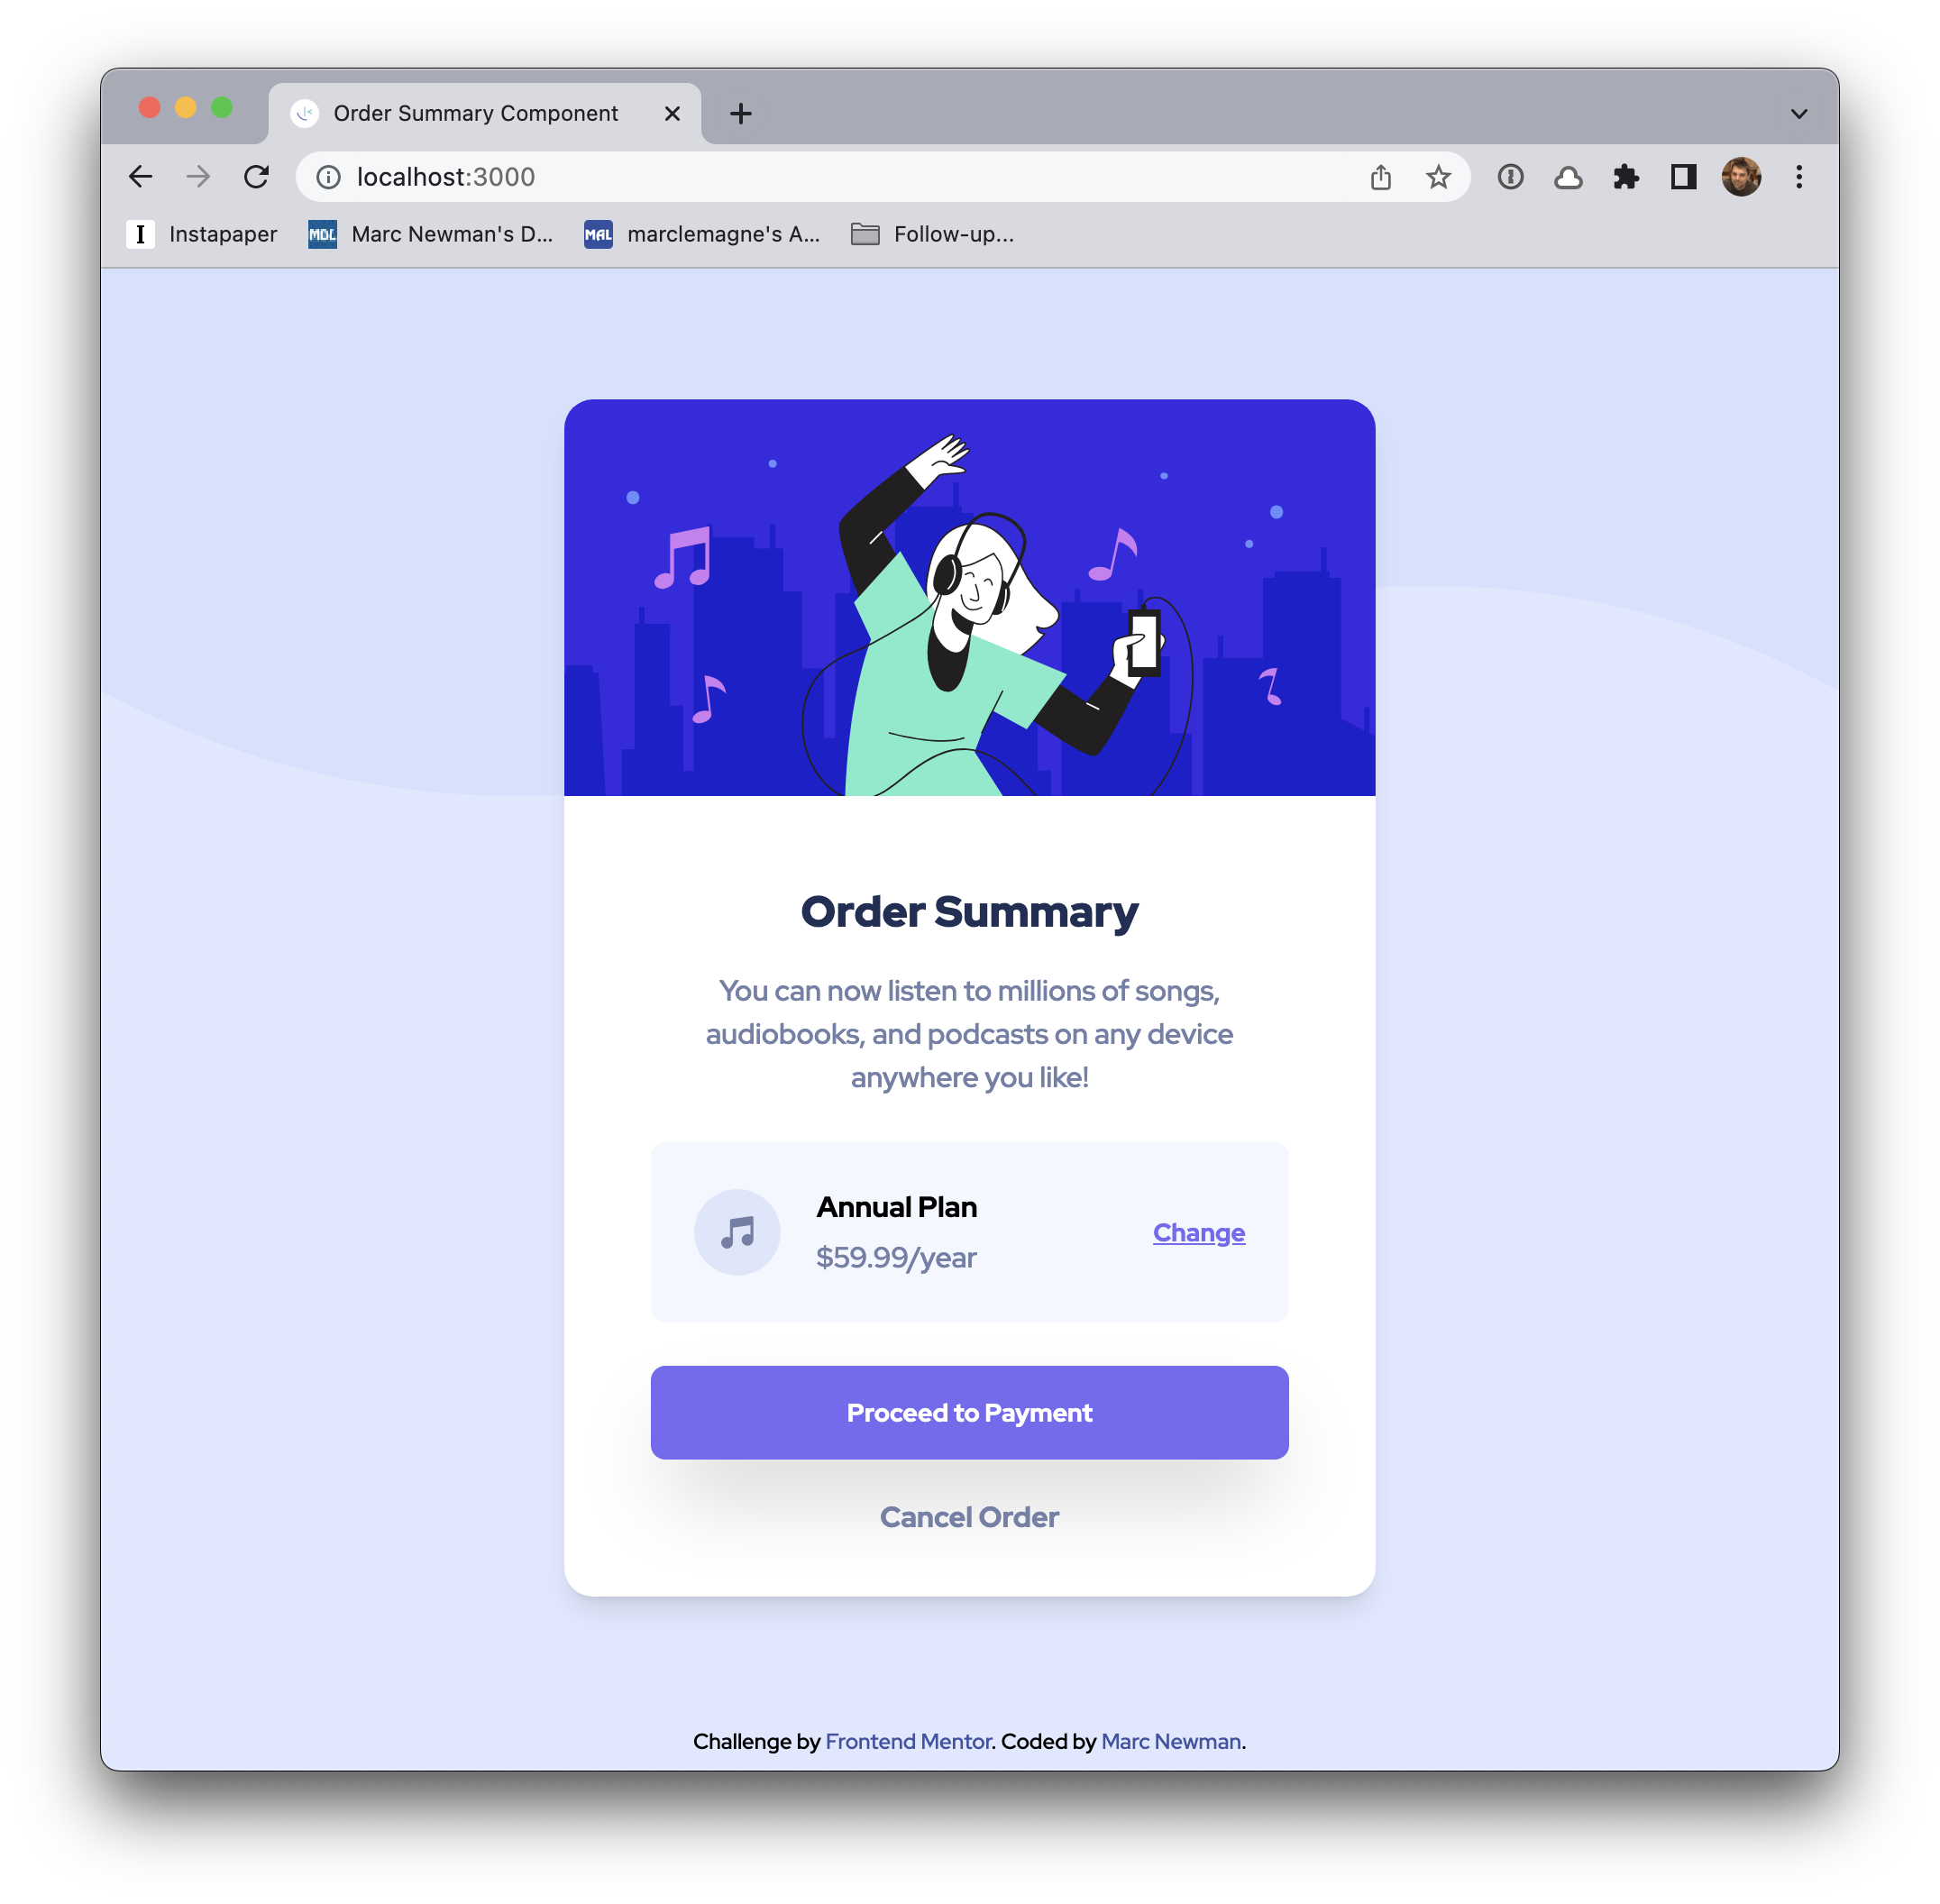 Order Summary Component
localhost:3000
I Instapaper MDL Marc Newman's D... MAL marclemagne's A... Follow-up...
Order Summary
You can now listen to millions of songs,
audiobooks, and podcasts on any device
anywhere you like!
Annual Plan
$59.99/year
Change
Proceed to Payment
Cancel Order
Challenge by Frontend Mentor. Coded by Marc Newman.